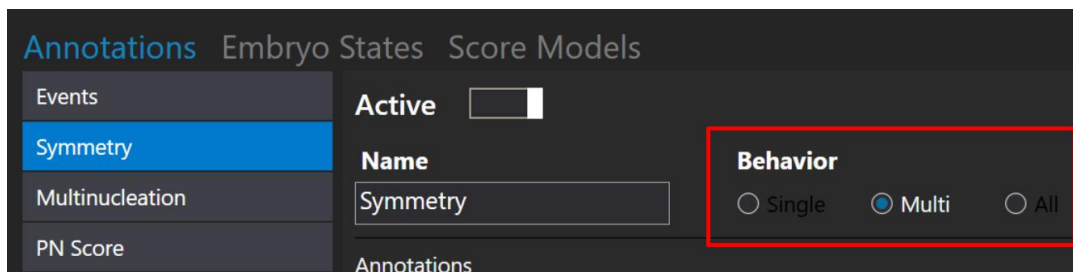 Annotations Embryo States Score Models
Events
Symmetry
Multinucleation
PN Score
Active
Name
Symmetry
Behavior
Single Multi All
Annotations